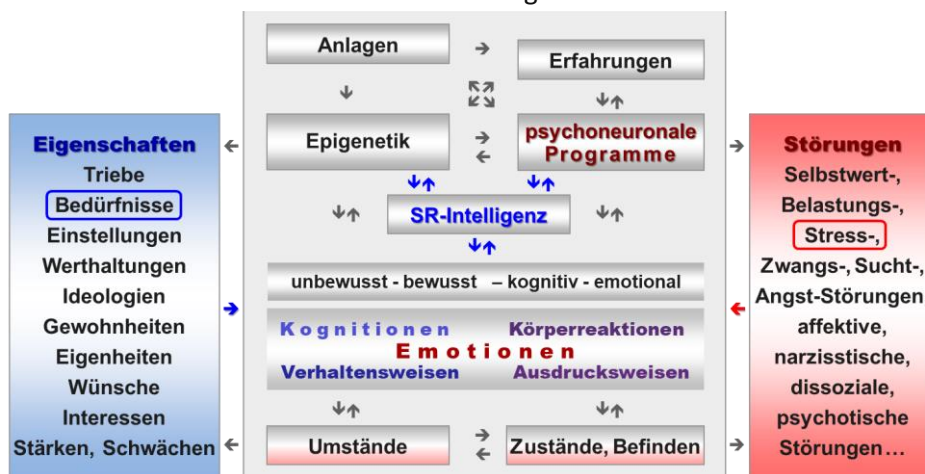 Anlagen
Erfahrungen
Epigenetik
psychoneuronale
Programme
SR-Intelligenz
unbewusst - bewusst – kognitiv - emotional
Kognitionen Körperreaktionen
Emotionen
Verhaltensweisen Ausdrucksweisen
Umstände
Zustände, Befinden
Eigenschaften
Triebe
Bedürfnisse
Einstellungen
Werthaltungen
Ideologien
Gewohnheiten
Eigenheiten
Wünsche
Interessen
Stärken, Schwächen
Störungen
Selbstwert-,
Belastungs-,
Stress-,
Zwangs-, Sucht-,
Angst-Störungen
affektive,
narzisstische,
dissoziale,
psychotische
Störungen...